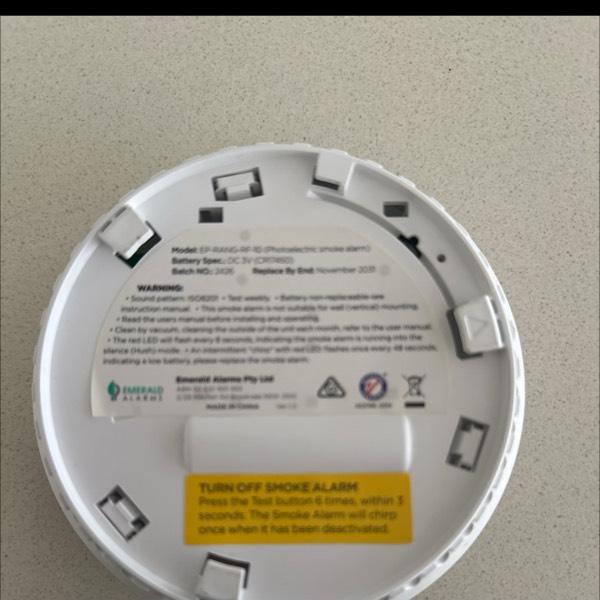 Model: EP-RANG-RF-10 (Photoelectric smoke alarm)
Battery Spec.: DC 3V (CR17450)
Batch NO.: 2426 Replace By End: November 2031
WARNING:
• Sound pattern: ISO8201 • Test weekly. • Battery non-replaceable-see
instruction manual. • This smoke alarm is not suitable for wall (vertical) mounting.
• Read the users manual before installing and operating.
• Clean by vacuum, cleaning the outside of the unit each month, refer to the user manual.
• The red LED will flash every 8 seconds, indicating the smoke alarm is running into the
silence (Hush) mode. • An intermittent "chirp" with red LED flashes once every 48 seconds,
indicating a low battery, please replace the smoke alarm.
EMERALD
ALARMS
Emerald Alarms Pty Ltd
MADE IN CHINA
TURN OFF SMOKE ALARM
Press the Test button 6 times, within 3
seconds. The Smoke Alarm will chirp
once when it has been deactivated.